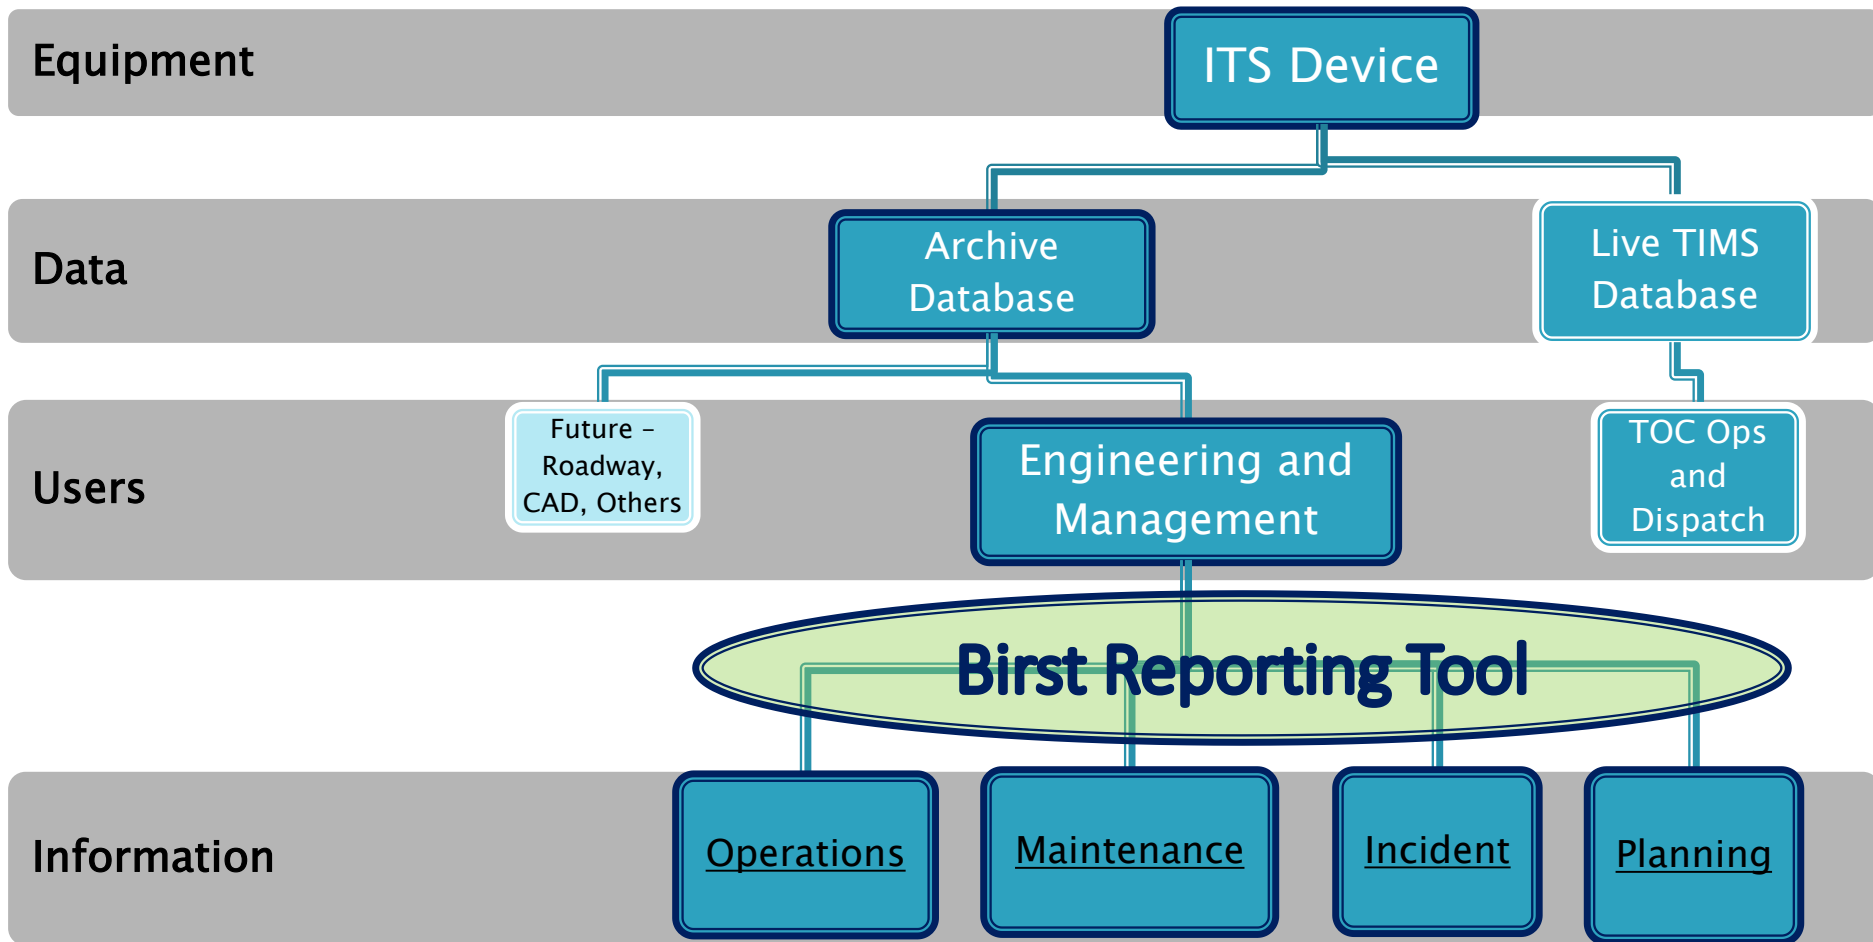 Equipment
ITS Device
Data
Archive
Database
Live TIMS
Database
Users
Future –
Roadway,
CAD, Others
Engineering and
Management
TOC Ops
and
Dispatch
Birst Reporting Tool
Information
Operations
Maintenance
Incident
Planning